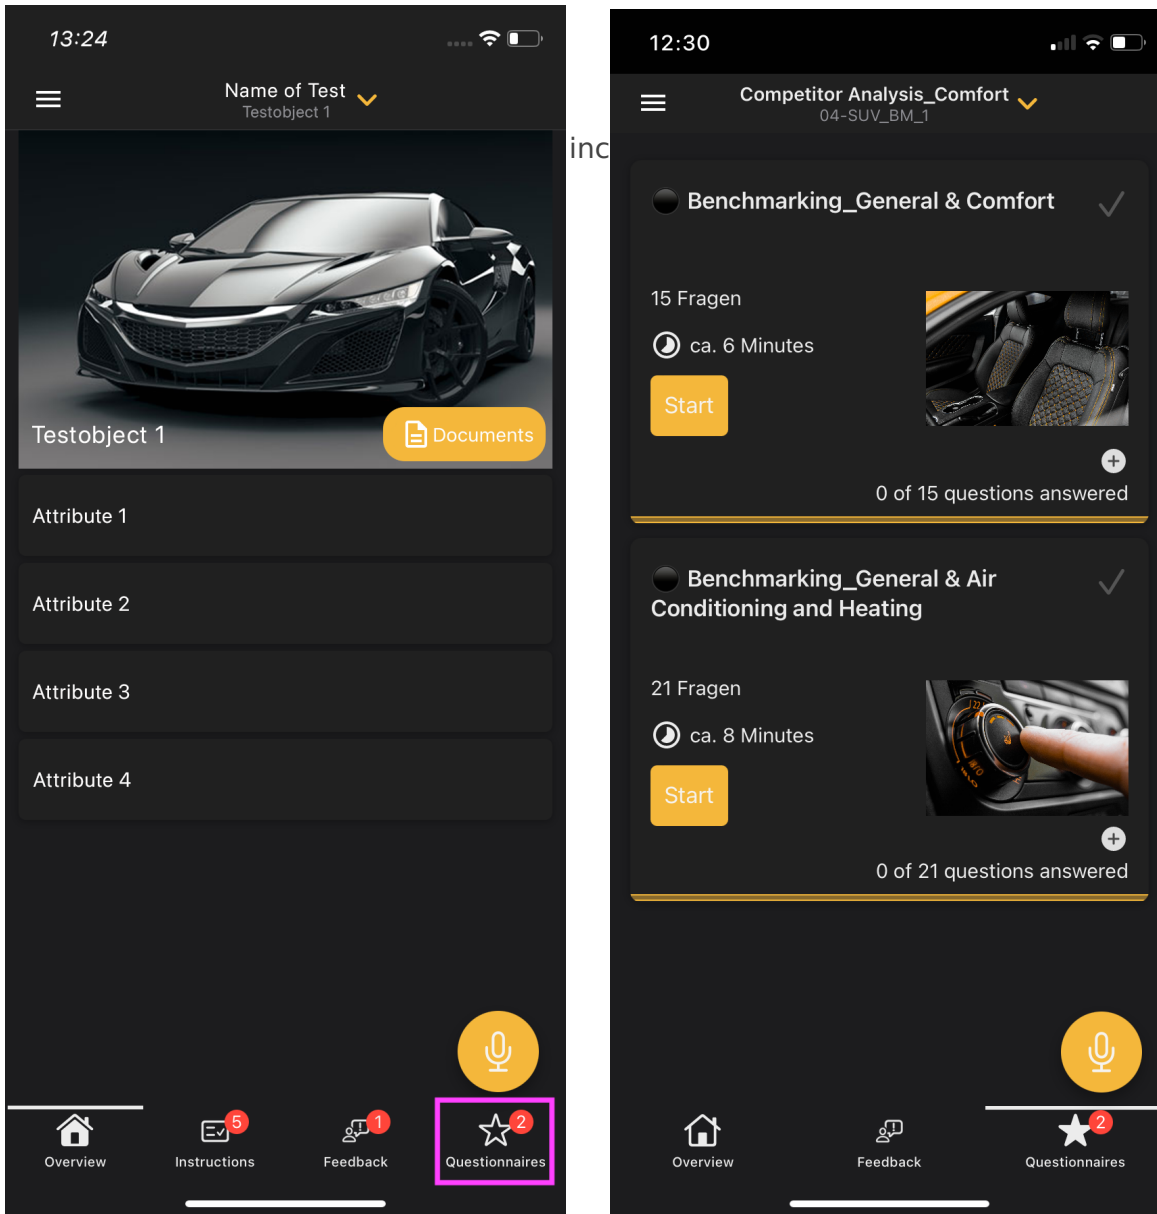 13:24
Name of Test
Testobject 1
Testobject 1
Documents
Attribute 1
Attribute 2
Attribute 3
Attribute 4
5
1
2
Overview
Instructions
Feedback
Questionnaires
inc
12:30
Competitor Analysis_Comfort
04-SUV_BM_1
Benchmarking_General & Comfort
15 Fragen
ca. 6 Minutes
Start
0 of 15 questions answered
Benchmarking_General & Air
Conditioning and Heating
21 Fragen
ca. 8 Minutes
Start
22
0 of 21 questions answered
2
Overview
Feedback
Questionnaires